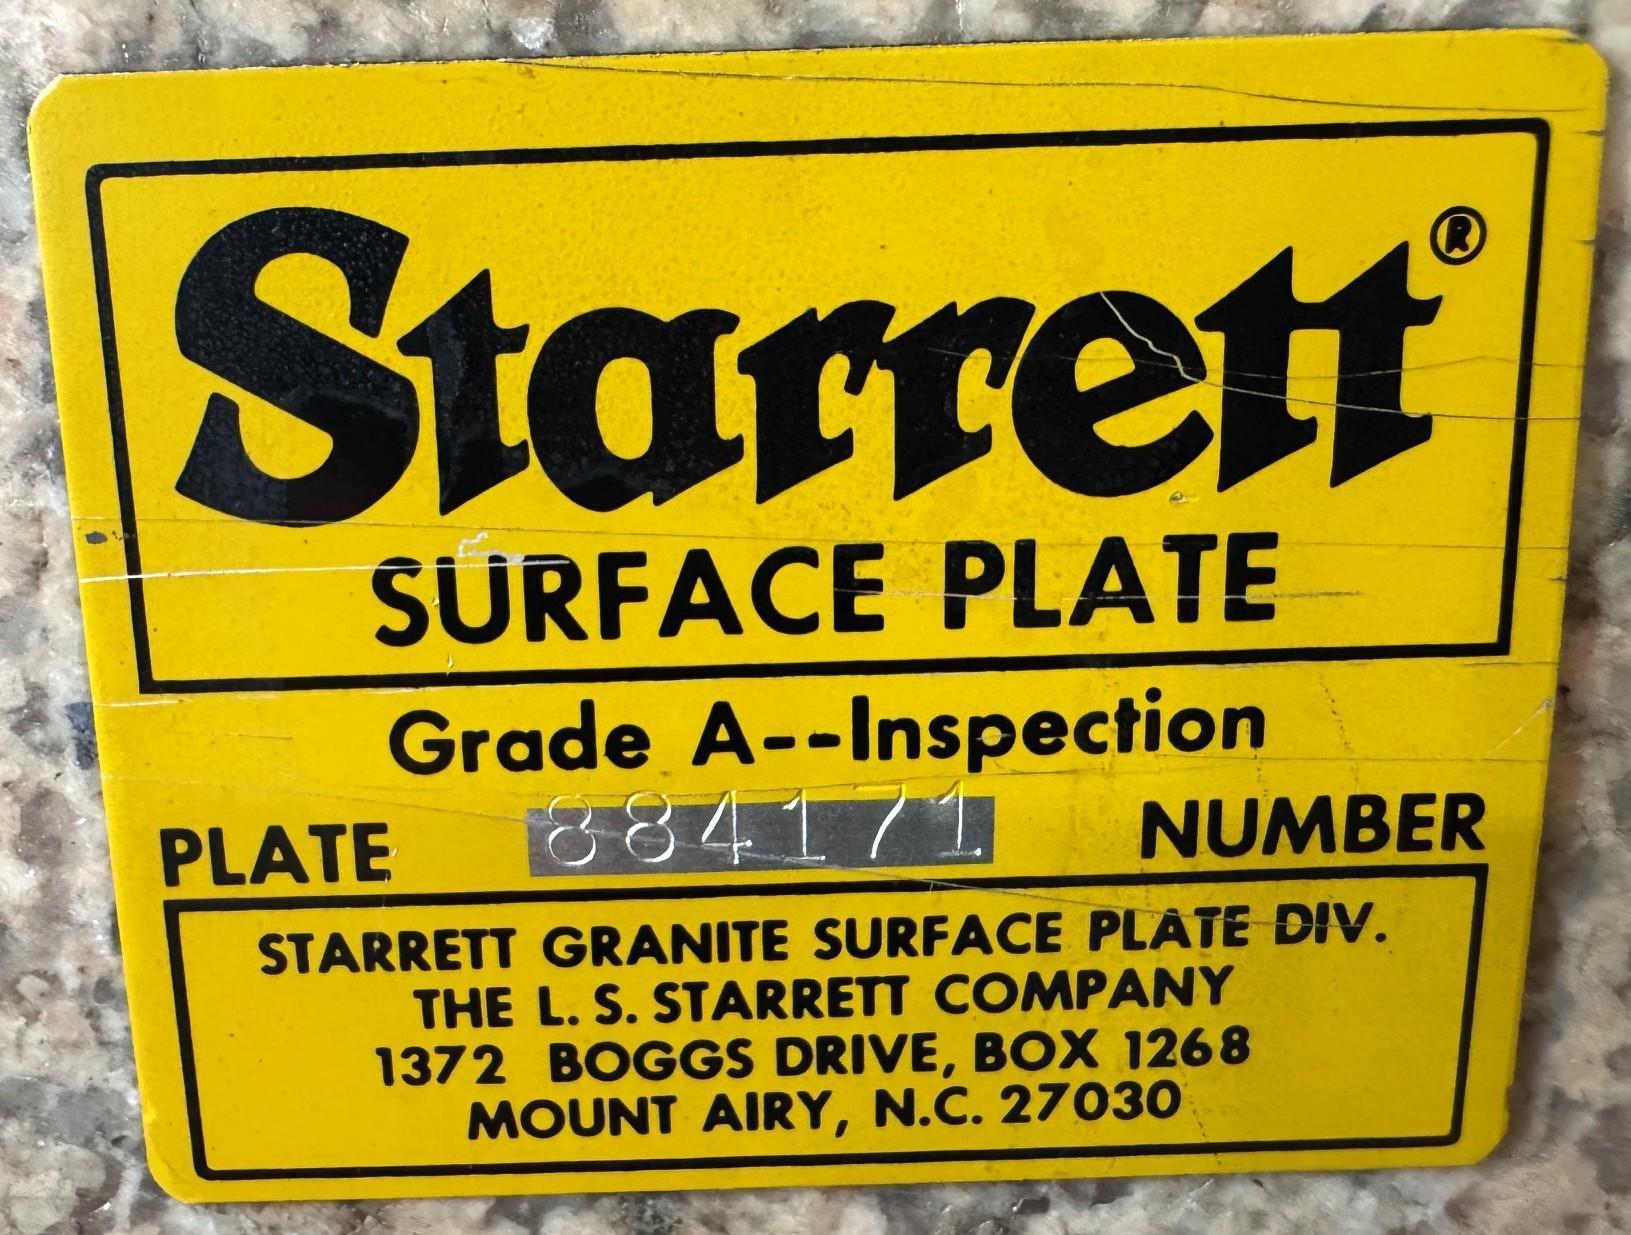 Starrett®
SURFACE PLATE
Grade A--Inspection
PLATE 884171 NUMBER
STARRETT GRANITE SURFACE PLATE DIV.
THE L. S. STARRETT COMPANY
1372 BOGGS DRIVE, BOX 1268
MOUNT AIRY, N.C. 27030